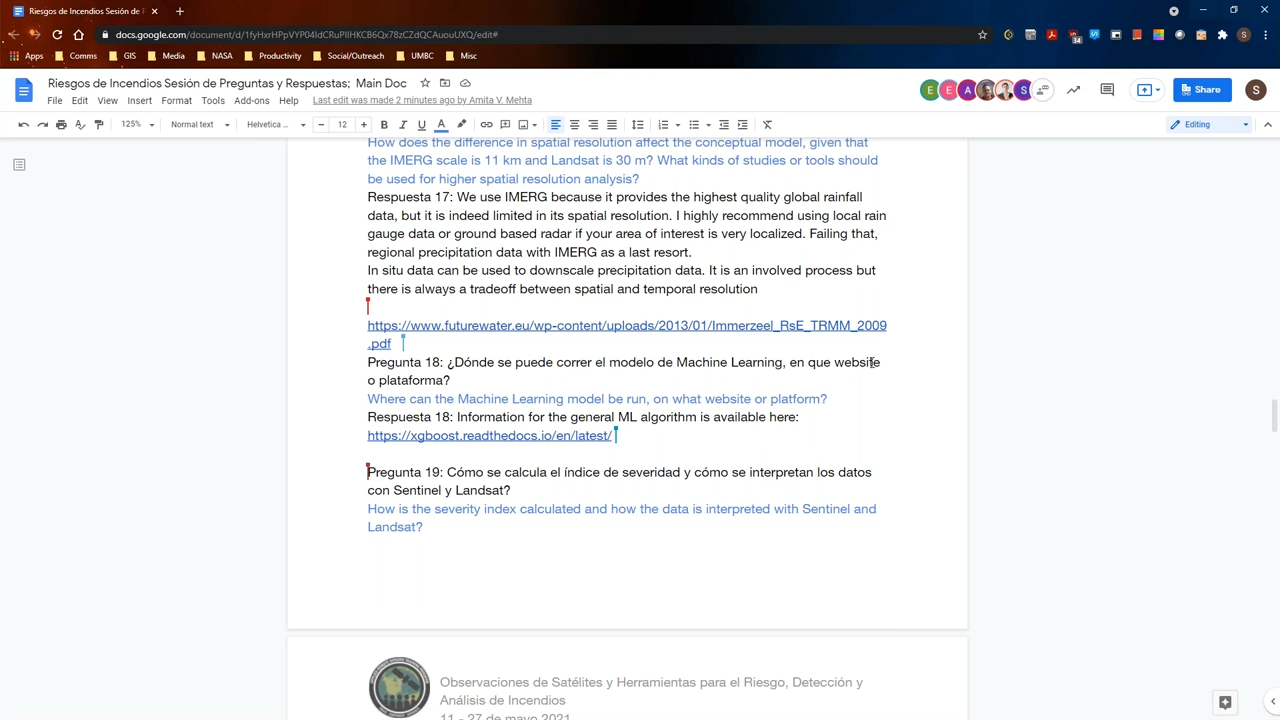 Riesgos de Incendios Sesión de F
docs.google.com/document/d/1fyHxrHPpVYP04IdCRuPIlHKCB6Qx78zCZdQCAuouUXQ/edit#
Apps Comms GIS Media NASA Productivity Social/Outreach UMBC Misc
Riesgos de Incendios Sesión de Preguntas y Respuestas; Main Doc
File Edit View Insert Format Tools Add-ons Help Last edit was made 2 minutes ago by Amita V. Mehta
E E A S Share S
125% Normal text Helvetica ... 12 B I U A Editing
How does the difference in spatial resolution affect the conceptual model, given that
the IMERG scale is 11 km and Landsat is 30 m? What kinds of studies or tools should
be used for higher spatial resolution analysis?
Respuesta 17: We use IMERG because it provides the highest quality global rainfall
data, but it is indeed limited in its spatial resolution. I highly recommend using local rain
gauge data or ground based radar if your area of interest is very localized. Failing that,
regional precipitation data with IMERG as a last resort.
In situ data can be used to downscale precipitation data. It is an involved process but
there is always a tradeoff between spatial and temporal resolution
https://www.futurewater.eu/wp-content/uploads/2013/01/Immerzeel_RsE_TRMM_2009
.pdf
Pregunta 18: ¿Dónde se puede correr el modelo de Machine Learning, en que website
o plataforma?
Where can the Machine Learning model be run, on what website or platform?
Respuesta 18: Information for the general ML algorithm is available here:
https://xgboost.readthedocs.io/en/latest/
Pregunta 19: Cómo se calcula el índice de severidad y cómo se interpretan los datos
con Sentinel y Landsat?
How is the severity index calculated and how the data is interpreted with Sentinel and
Landsat?
Observaciones de Satélites y Herramientas para el Riesgo, Detección y
Análisis de Incendios
11 - 27 de mayo 2021